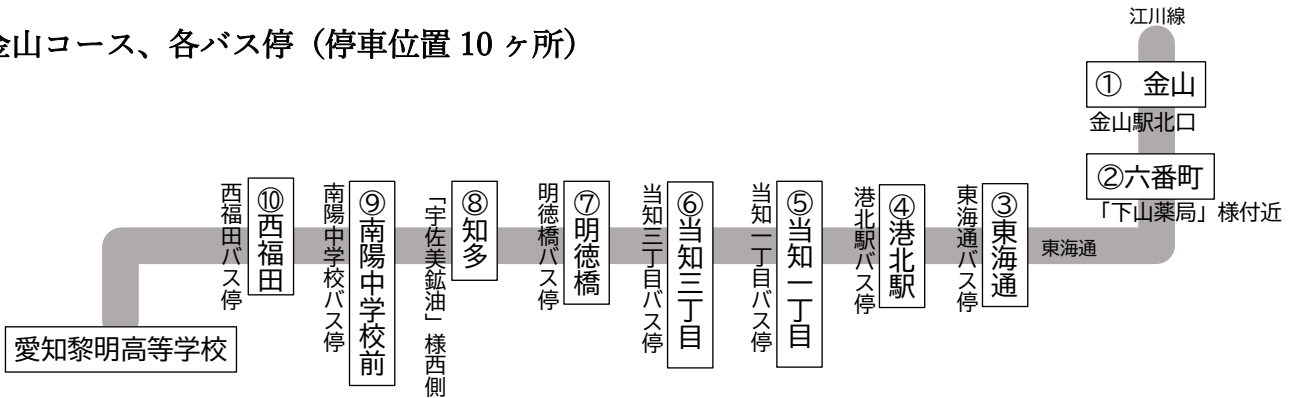 金山コース、各バス停（停車位置 10 ヶ所）
江川線
① 金山
金山駅北口
②六番町
「下山薬局」様付近
東海通
③東海通
東海通バス停
④港北駅
港北駅バス停
⑤当知一丁目
当知一丁目バス停
⑥当知三丁目
当知三丁目バス停
⑦明徳橋
明徳橋バス停
⑧知多
「宇佐美鉱油」様西側
⑨南陽中学校前
南陽中学校バス停
⑩西福田
西福田バス停
愛知黎明高等学校